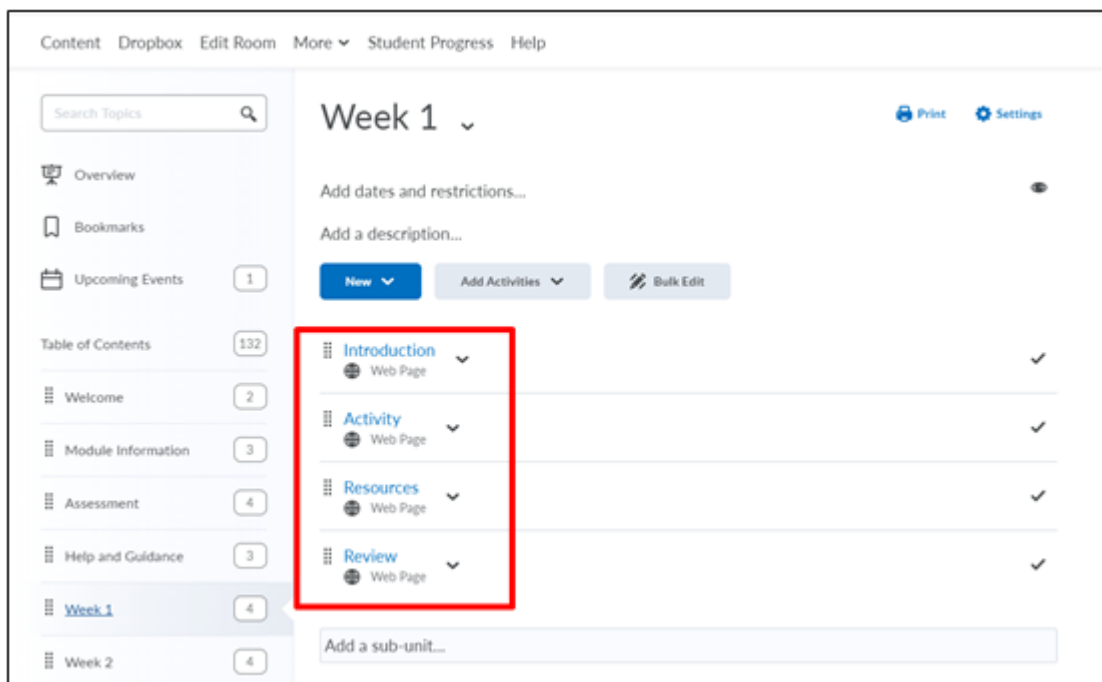 Content Dropbox Edit Room More Student Progress Help
Search Topics
Overview
Bookmarks
Upcoming Events 1
Table of Contents 132
Welcome 2
Module Information 3
Assessment 4
Help and Guidance 3
Week 1 4
Week 2 4
Week 1
Print Settings
Add dates and restrictions...
Add a description...
New Add Activities Bulk Edit
Introduction
Web Page
Activity
Web Page
Resources
Web Page
Review
Web Page
Add a sub-unit...